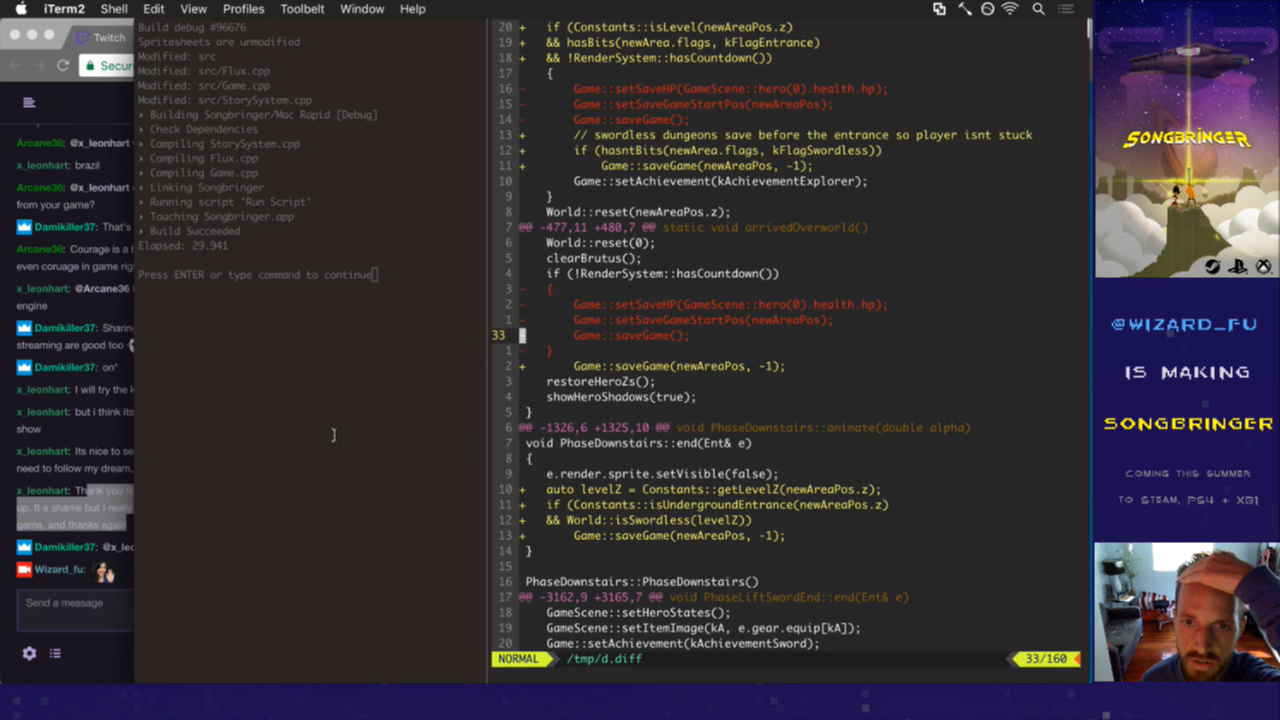 iTerm2 Shell Edit View Profiles Toolbelt Window Help
Twitch
Secur
Arcane36: @x_leonhart
x_leonhart: brazil
Arcane36: @x_leonhart
from your game?
Damikiller37: That's
Arcane36: Courage is a t
even coruage in game rig
x_leonhart: @Arcane36 i
engine
Damikiller37: Sharing
streaming are good too
Damikiller37: on*
x_leonhart: I will try the k
x_leonhart: but i think its
show
x_leonhart: Its nice to se
need to follow my dream,
x_leonhart: Thank you fo
up. It a shame but I really
game, and thanks again
Damikiller37: @x_leo
Wizard_fu:
Send a message
Build debug #96676
Spritesheets are unmodified
Modified: src
Modified: src/Flux.cpp
Modified: src/Game.cpp
Modified: src/StorySystem.cpp
▸ Building Songbringer/Mac Rapid [Debug]
▸ Check Dependencies
▸ Compiling StorySystem.cpp
▸ Compiling Flux.cpp
▸ Compiling Game.cpp
▸ Linking Songbringer
▸ Running script 'Run Script'
▸ Touching Songbringer.app
▸ Build Succeeded
Elapsed: 29.941
Press ENTER or type command to continue
20 + if (Constants::isLevel(newArea.z)
19 + && hasBits(newArea.flags, kFlagEntrance)
18 + && !RenderSystem::hasCountdown())
17 {
16 - Game::setSaveHP(GameScene::hero(0).health.hp);
15 - Game::setSaveGameStartPos(newAreaPos);
14 - Game::saveGame();
13 + // swordless dungeons save before the entrance so player isnt stuck
12 + if (hasntBits(newArea.flags, kFlagSwordless))
11 + Game::saveGame(newAreaPos, -1);
10 Game::setAchievement(kAchievementExplorer);
9 }
8 World::reset(newAreaPos.z);
7 @@ -477,11 +480,7 @@ static void arrivedOverworld()
6 World::reset(0);
5 clearBrutus();
4 if (!RenderSystem::hasCountdown())
3 - {
2 - Game::setSaveHP(GameScene::hero(0).health.hp);
1 - Game::setSaveGameStartPos(newAreaPos);
33 - Game::saveGame();
1 - }
2 + Game::saveGame(newAreaPos, -1);
3 restoreHeroZs();
4 showHeroShadows(true);
5 }
6 @@ -1326,6 +1325,10 @@ void PhaseDownstairs::animate(double alpha)
7 void PhaseDownstairs::end(Ent& e)
8 {
9 e.render.sprite.setVisible(false);
10 + auto levelZ = Constants::getLevelZ(newAreaPos.z);
11 + if (Constants::isUndergroundEntrance(newAreaPos.z)
12 + && World::isSwordless(levelZ))
13 + Game::saveGame(newAreaPos, -1);
14 }
15
16 PhaseDownstairs::PhaseDownstairs()
17 @@ -3162,9 +3165,7 @@ void PhaseLiftSwordEnd::end(Ent& e)
18 GameScene::setHeroStates();
19 GameScene::setItemImage(kA, e.gear.equip[kA]);
20 Game::setAchievement(kAchievementSword);
NORMAL /tmp/d.diff 33/160
SONGBRINGER
@WIZARD_FU
IS MAKING
SONGBRINGER
COMING THIS SUMMER
TO STEAM, PS4 + XB1